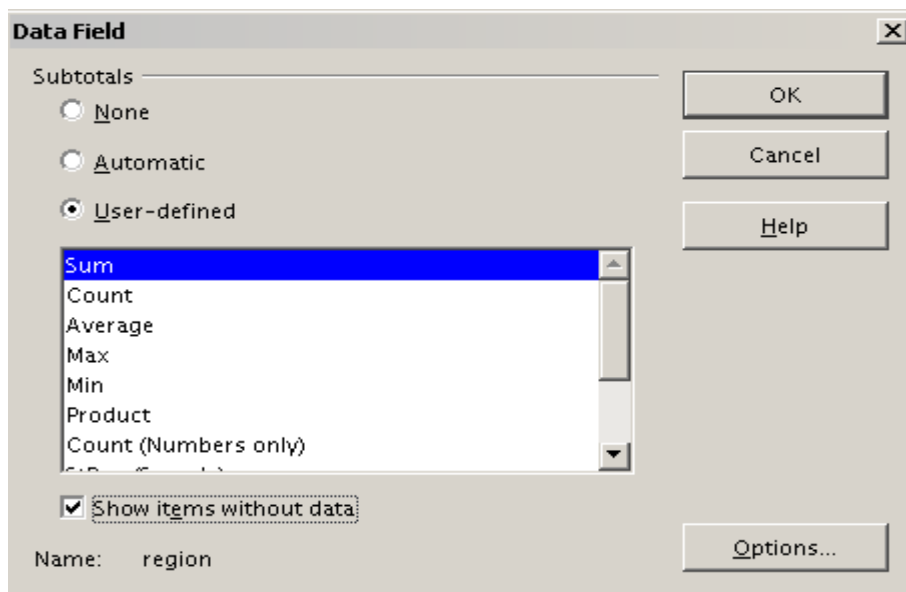 Data Field
Subtotals
None
Automatic
User-defined
Sum
Count
Average
Max
Min
Product
Count (Numbers only)
Show items without data
Name: region
OK
Cancel
Help
Options...